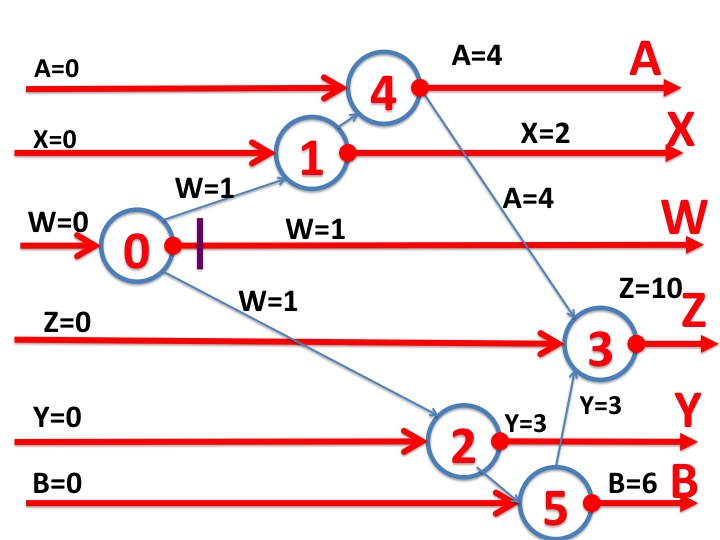 A=0
4
A=4
A
X=0
1
X=2
X
W=1
A=4
W=0
0
W=1
W
W=1
Z=10
Z=0
3
Z
Y=0
2
Y=3
Y=3
Y
B=0
5
B=6
B